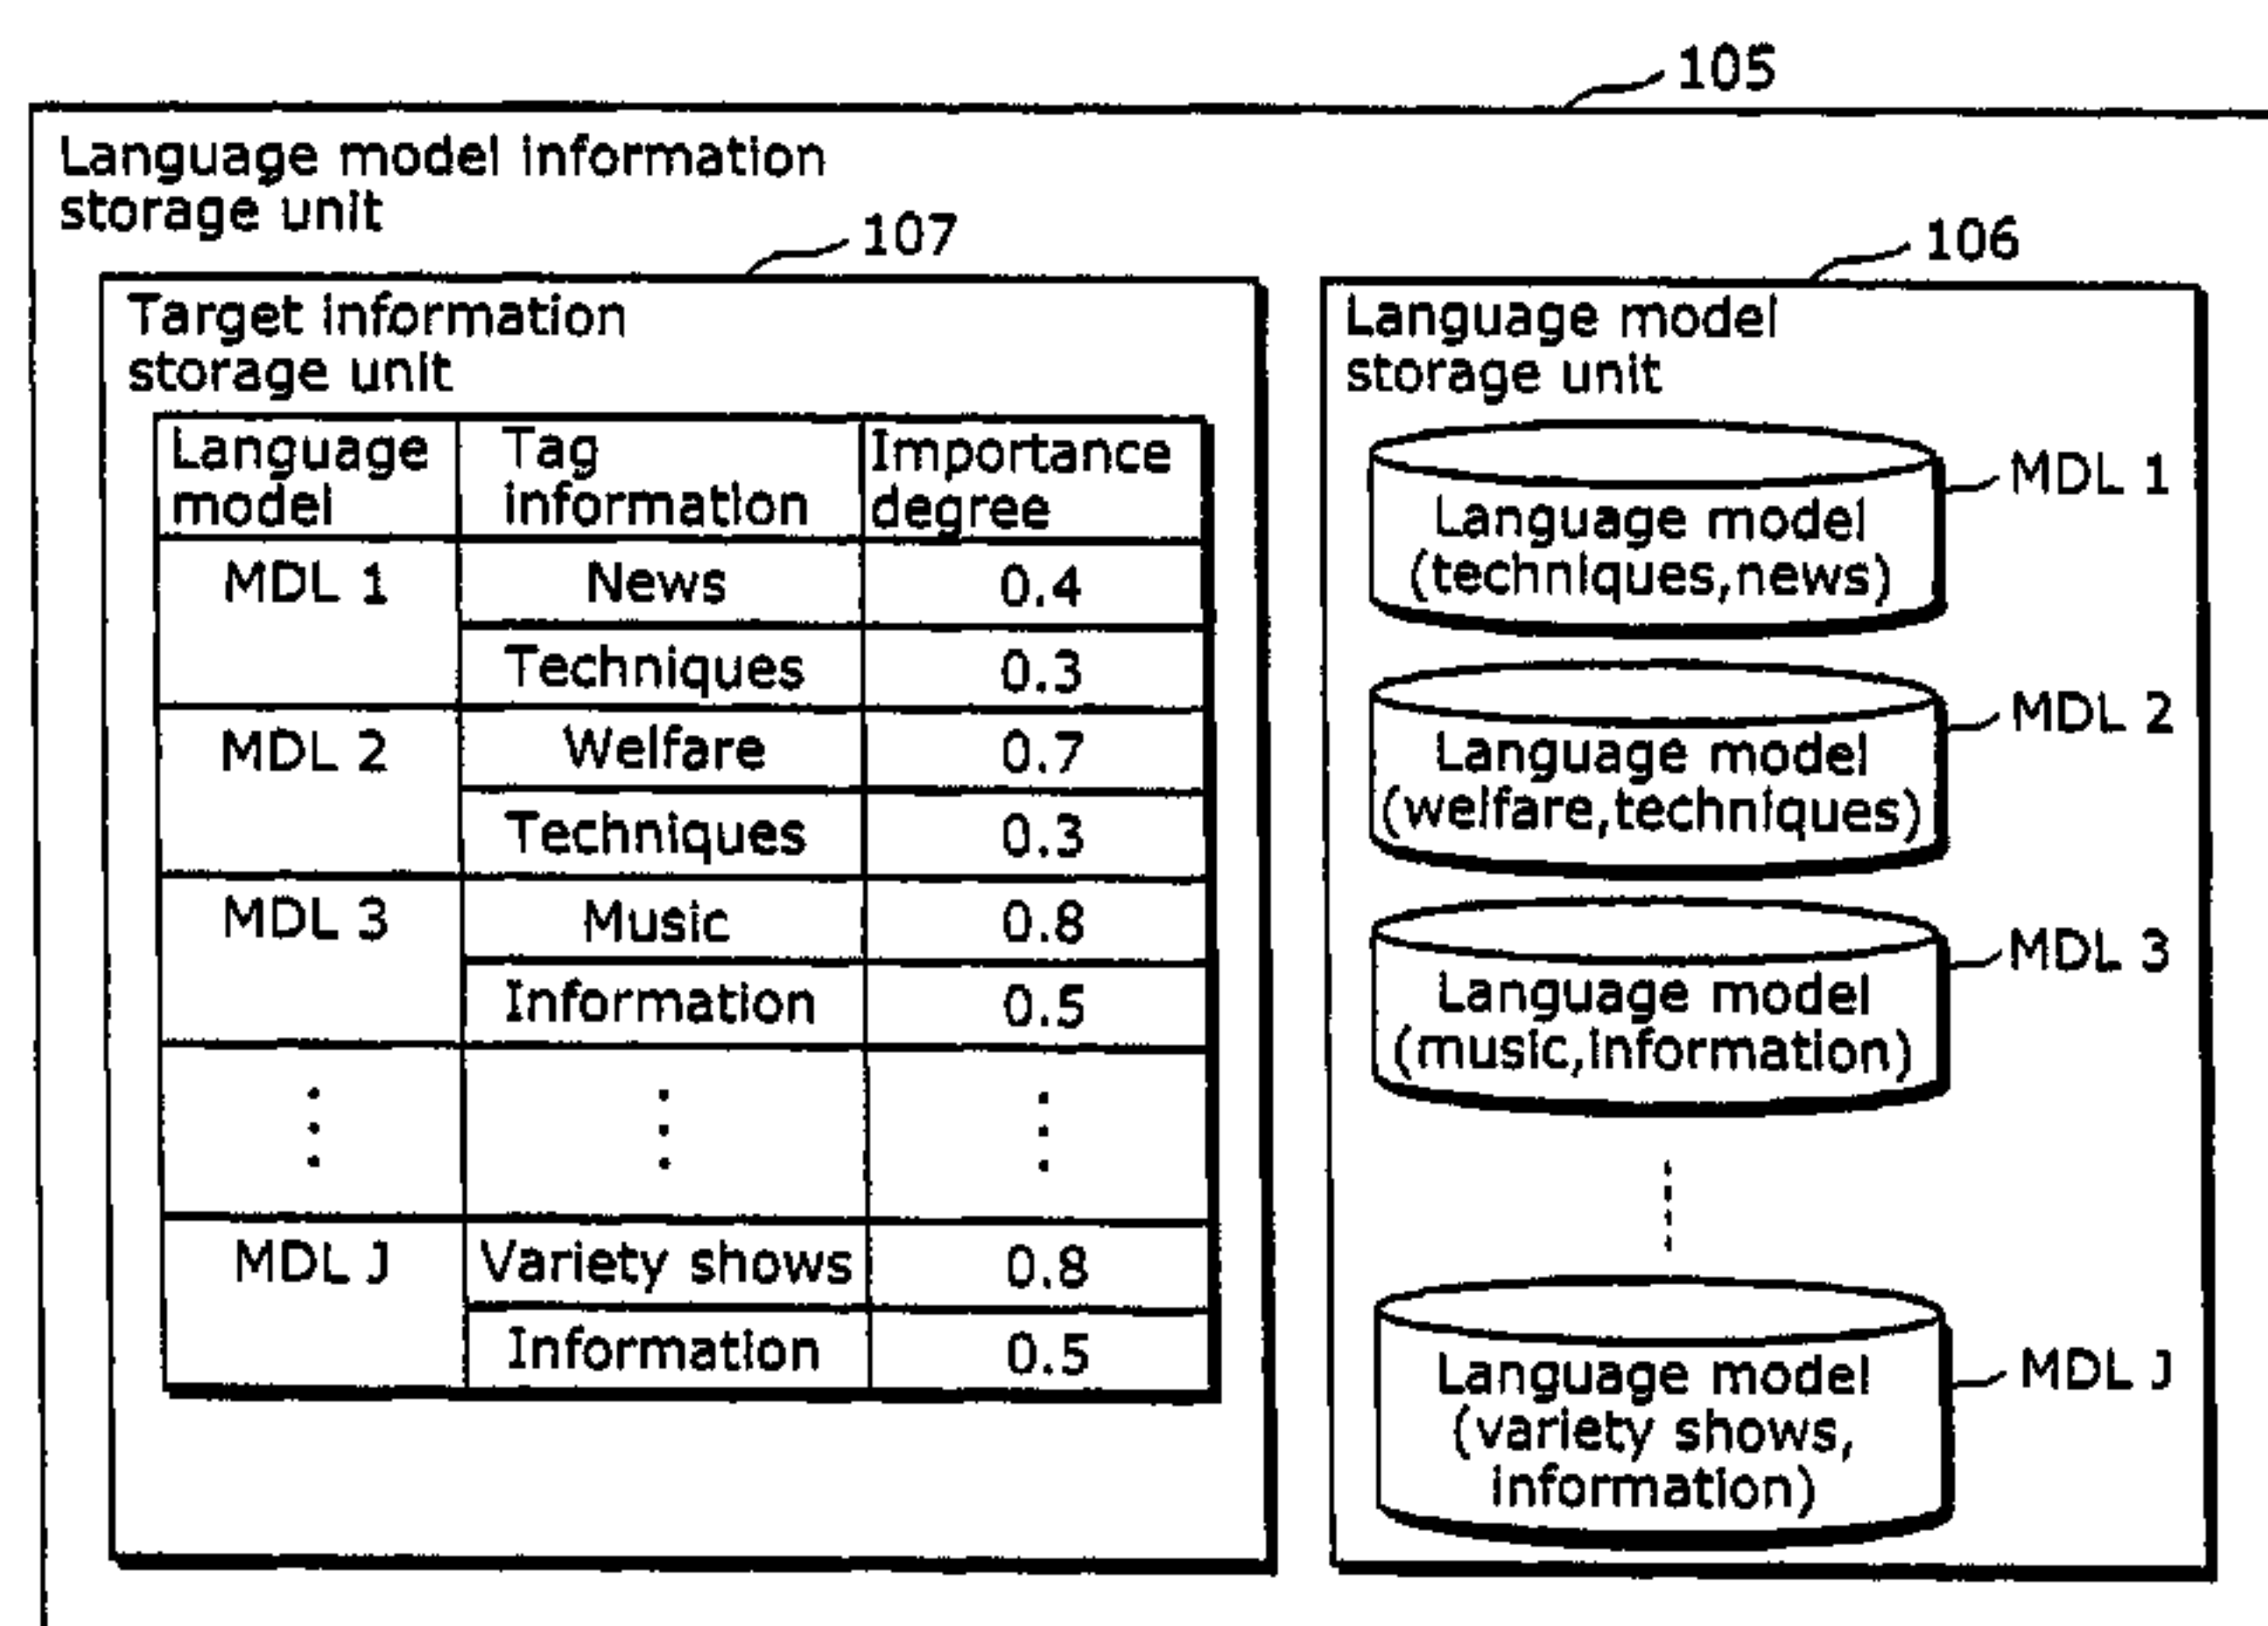 105
Language model information
storage unit
107
Target information
storage unit
Language model
Tag information
Importance degree
MDL 1
News
0.4
Techniques
0.3
MDL 2
Welfare
0.7
Techniques
0.3
MDL 3
Music
0.8
Information
0.5
MDL J
Variety shows
0.8
Information
0.5
106
Language model
storage unit
Language model
(techniques,news)
MDL 1
Language model
(welfare,techniques)
MDL 2
Language model
(music,information)
MDL 3
Language model
(variety shows,
information)
MDL J